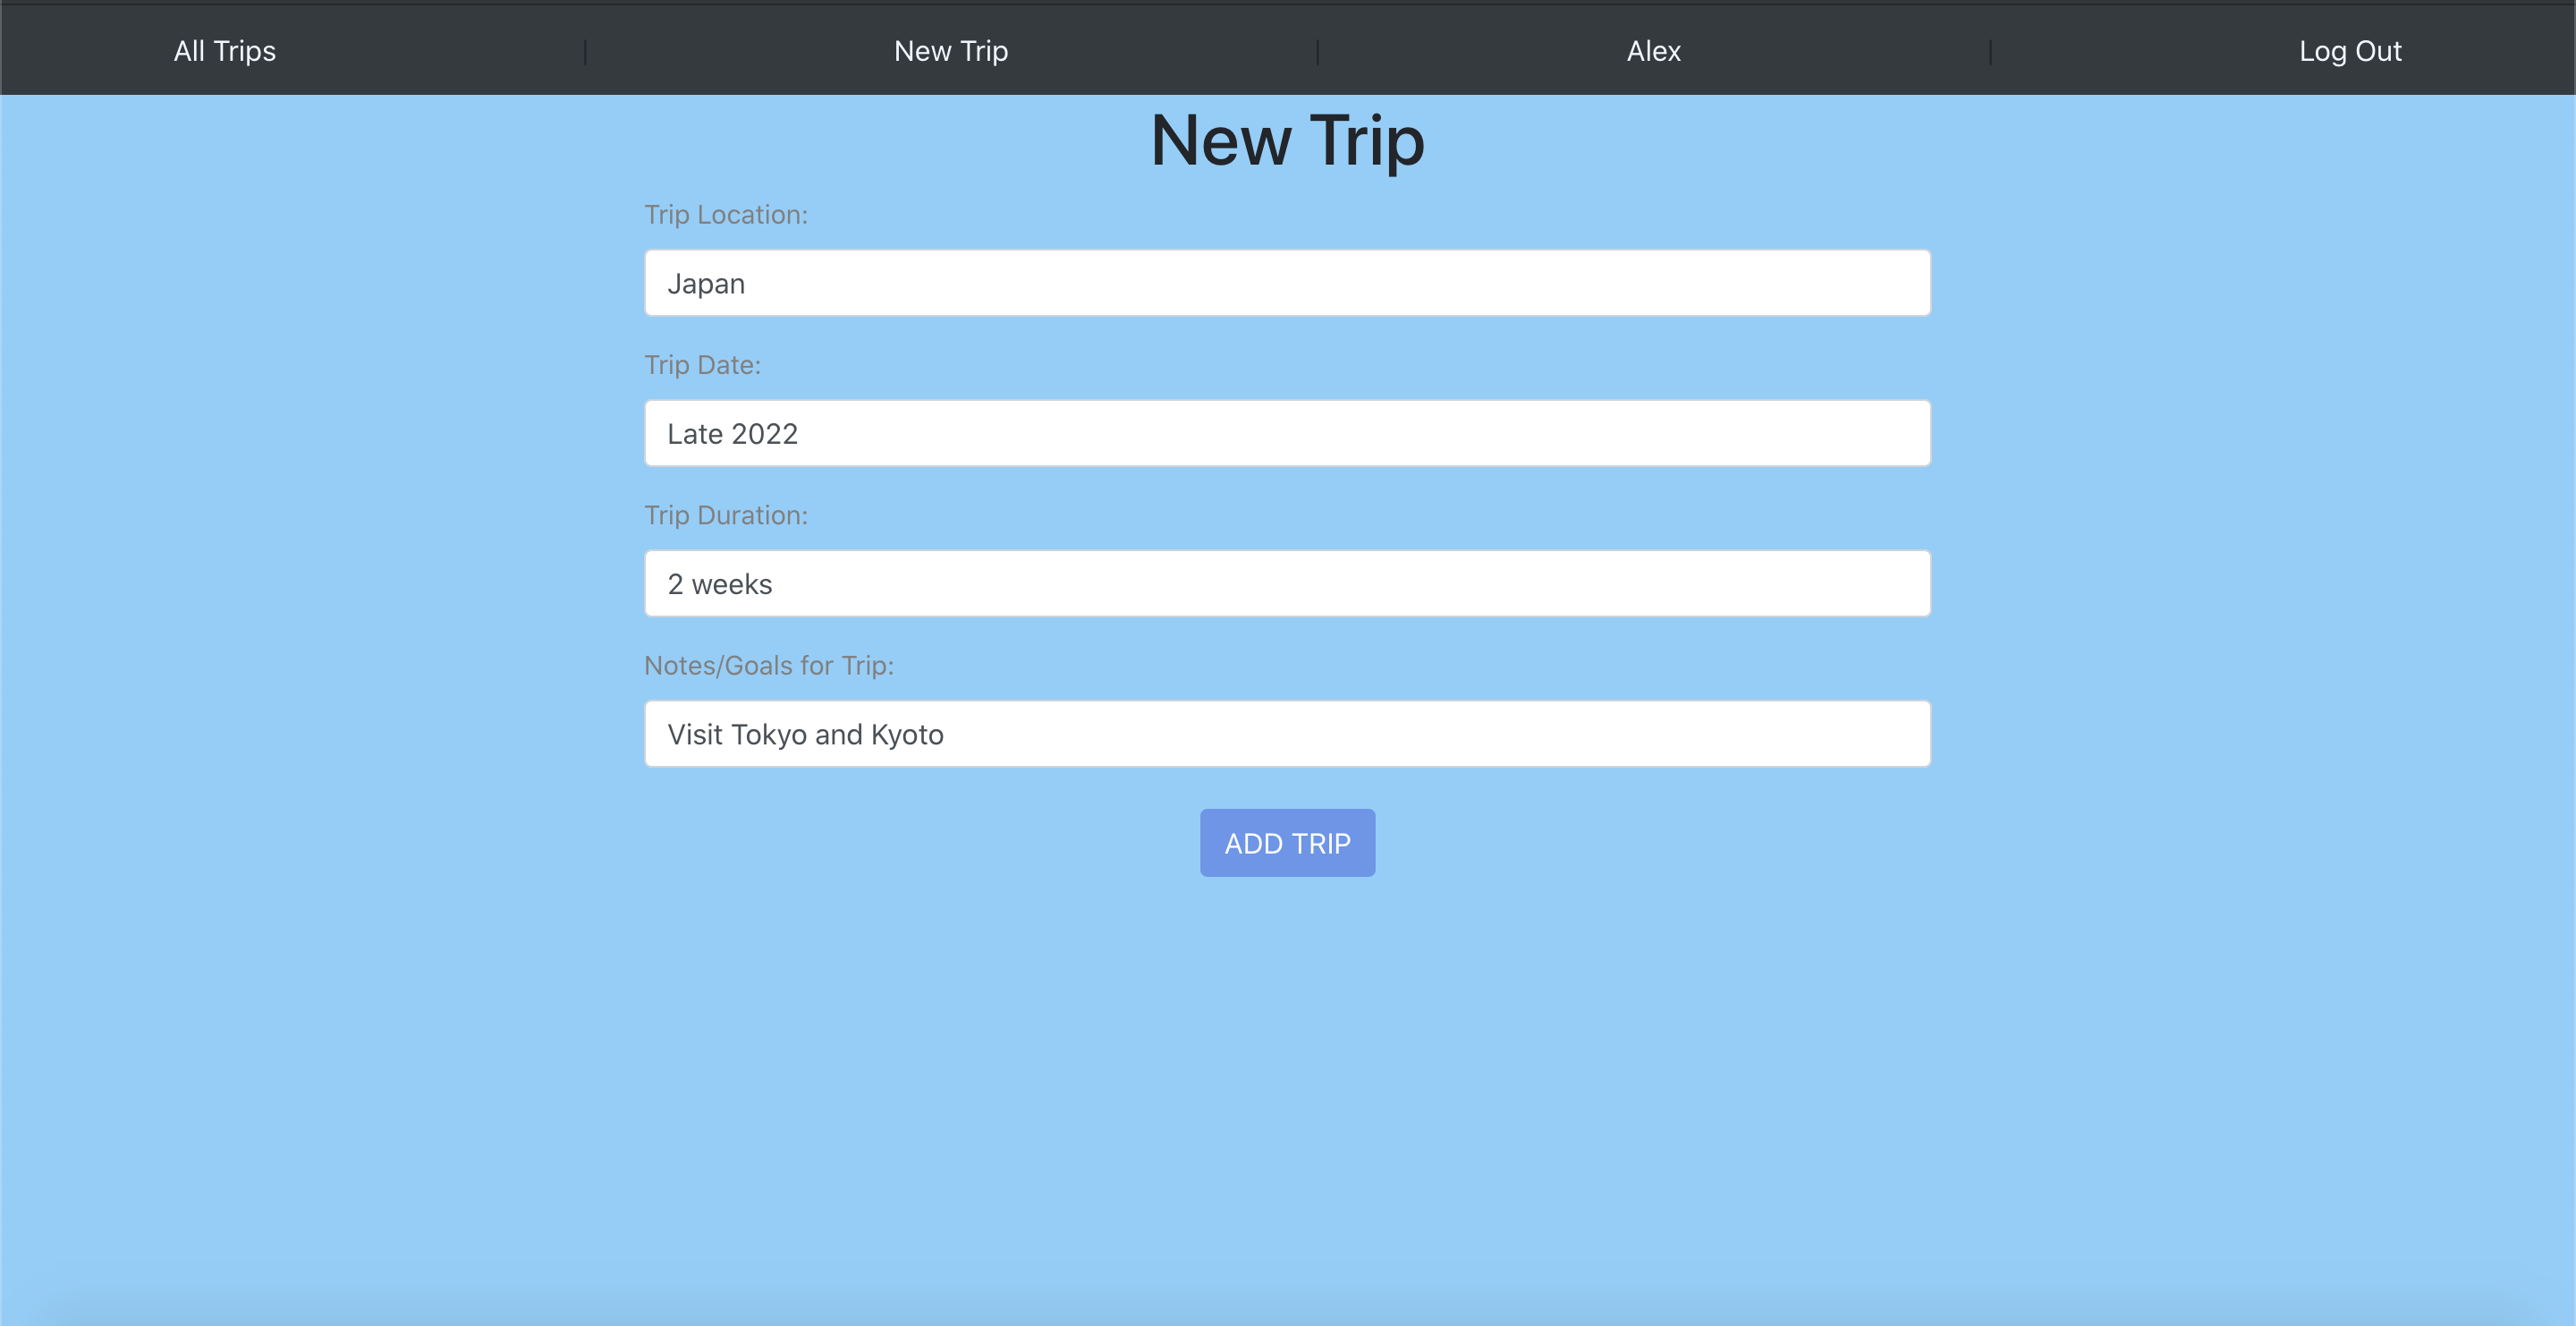 All Trips | New Trip | Alex | Log Out
New Trip
Trip Location:
Japan
Trip Date:
Late 2022
Trip Duration:
2 weeks
Notes/Goals for Trip:
Visit Tokyo and Kyoto
ADD TRIP